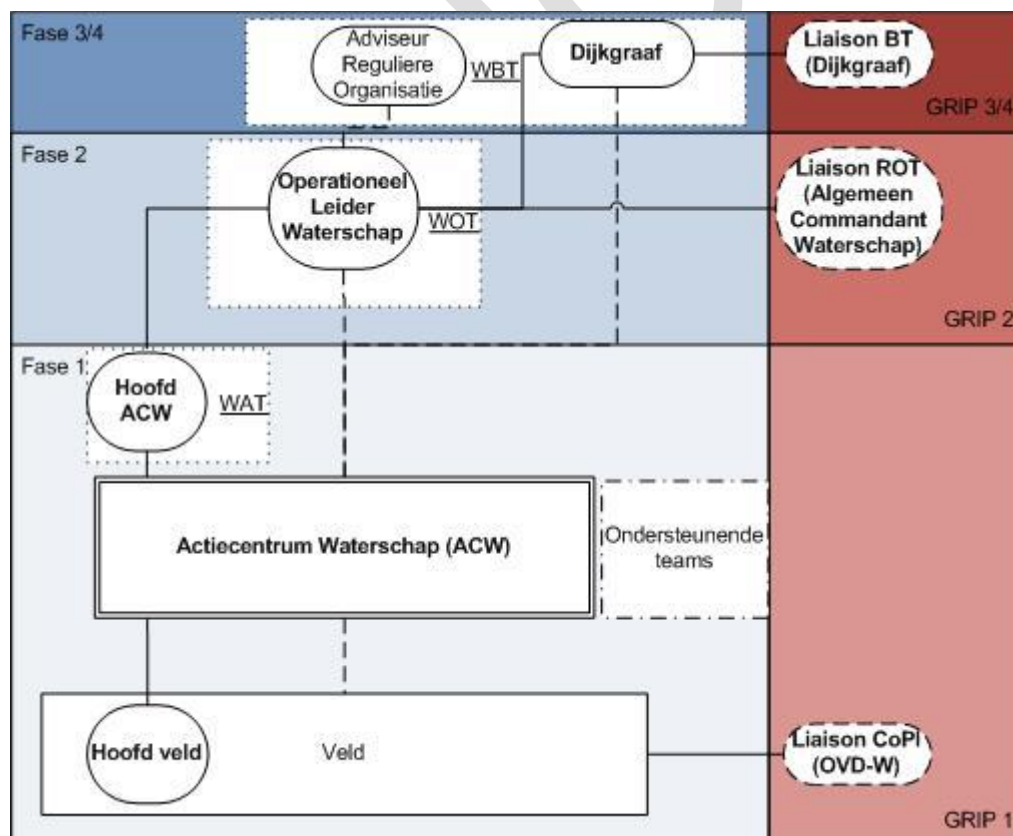 Fase 3/4
Adviseur
Reguliere
Organisatie
WBT
Dijkgraaf
Liaison BT
(Dijkgraaf)
GRIP 3/4
Fase 2
Operationeel
Leider
Waterschap
WOT
Liaison ROT
(Algemeen
Commandant
Waterschap)
GRIP 2
Fase 1
Hoofd
ACW
WAT
Actiecentrum Waterschap (ACW)
Ondersteunende
teams
Hoofd veld
Veld
Liaison CoPI
(OVD-W)
GRIP 1